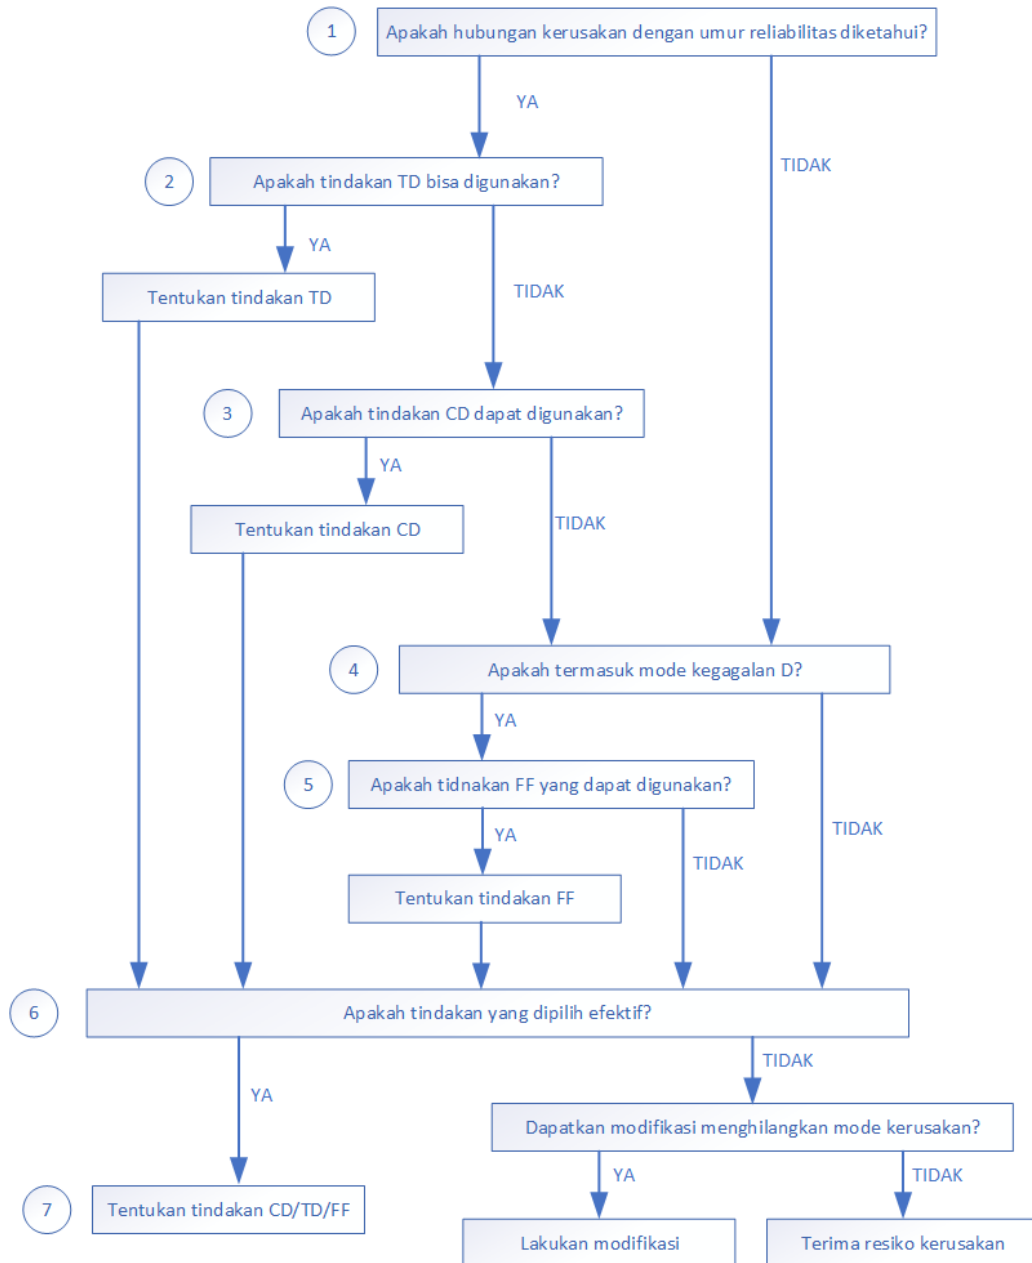 1
Apakah hubungan kerusakan dengan umur reliabilitas diketahui?
YA
TIDAK
2
Apakah tindakan TD bisa digunakan?
YA
TIDAK
Tentukan tindakan TD
3
Apakah tindakan CD dapat digunakan?
YA
TIDAK
Tentukan tindakan CD
4
Apakah termasuk mode kegagalan D?
YA
TIDAK
5
Apakah tidnakan FF yang dapat digunakan?
YA
TIDAK
Tentukan tindakan FF
6
Apakah tindakan yang dipilih efektif?
YA
TIDAK
Dapatkan modifikasi menghilangkan mode kerusakan?
YA
TIDAK
7
Tentukan tindakan CD/TD/FF
Lakukan modifikasi
Terima resiko kerusakan